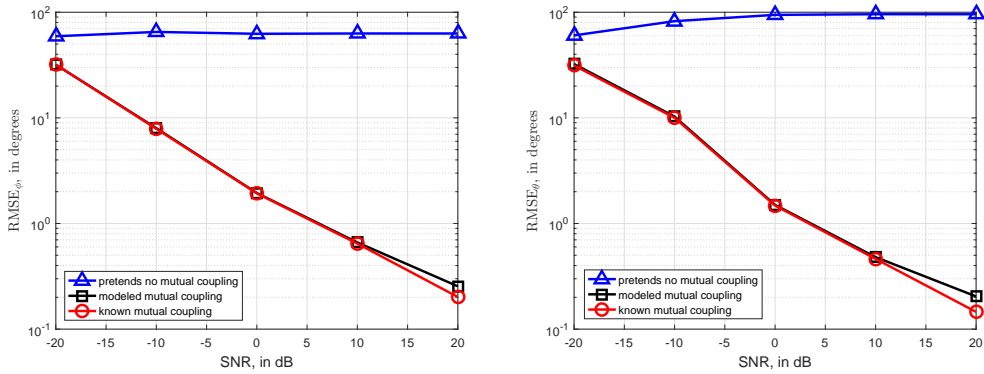 10^2
10^1
10^0
10^-1
RMSE_ϕ, in degrees
pretends no mutual coupling
modeled mutual coupling
known mutual coupling
-20 -15 -10 -5 0 5 10 15 20
SNR, in dB
10^2
10^1
10^0
10^-1
RMSE_θ, in degrees
pretends no mutual coupling
modeled mutual coupling
known mutual coupling
-20 -15 -10 -5 0 5 10 15 20
SNR, in dB